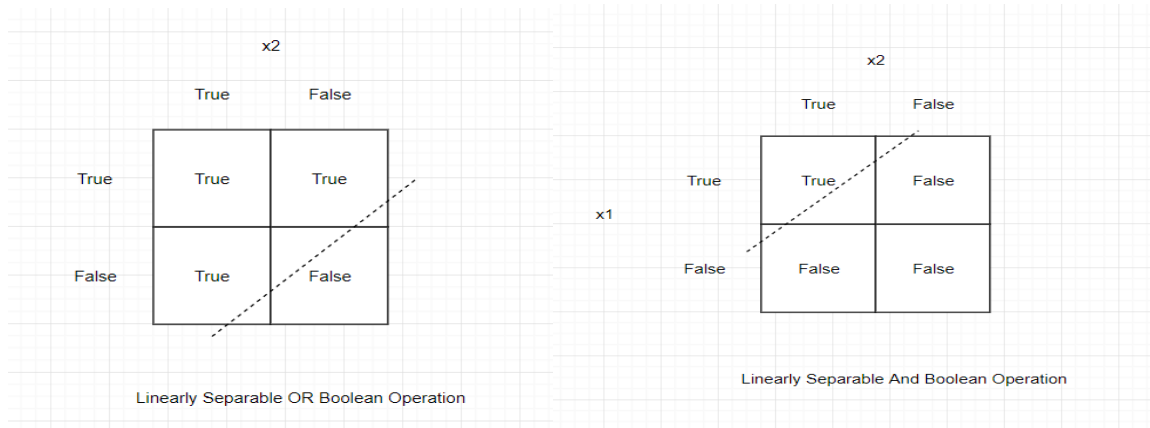 x2
True False
True True True
False True False
Linearly Separable OR Boolean Operation
x2
True False
True True False
x1
False False False
Linearly Separable And Boolean Operation